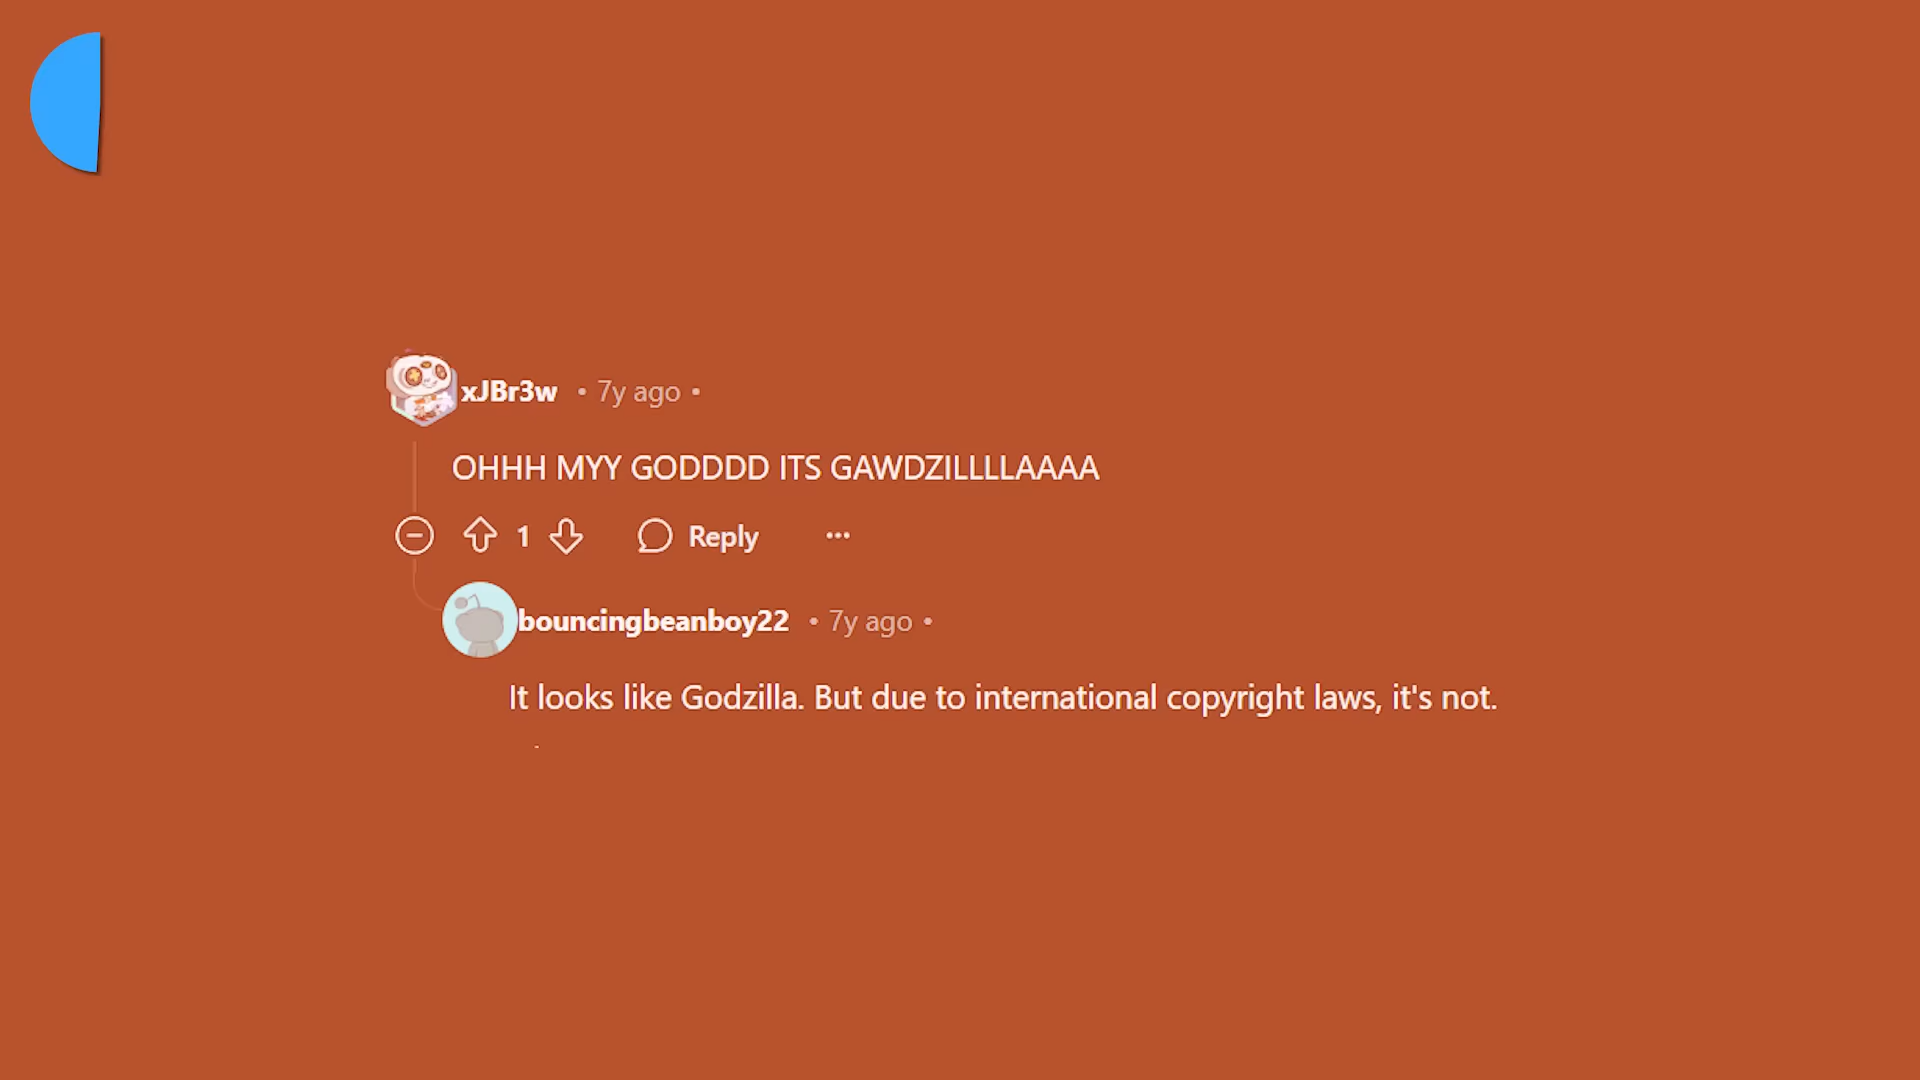 xJBr3w • 7y ago •
OHHH MYY GODDDD ITS GAWDZILLLLAAAA
1 Reply ···
bouncingbeanboy22 • 7y ago •
It looks like Godzilla. But due to international copyright laws, it's not.